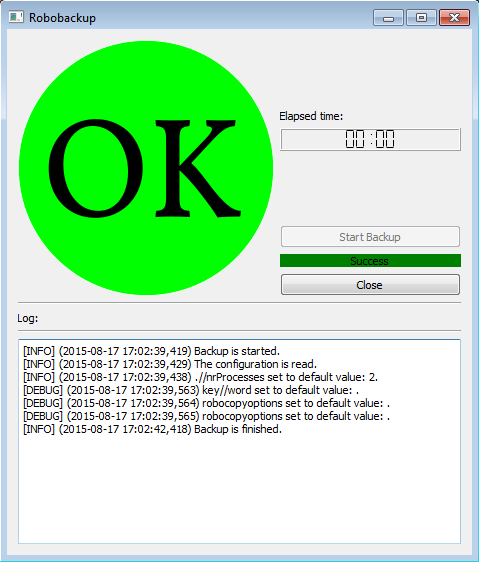 Robobackup
OK
Elapsed time:
00:00
Start Backup
Success
Close
Log:
[INFO] (2015-08-17 17:02:39,419) Backup is started.
[INFO] (2015-08-17 17:02:39,429) The configuration is read.
[INFO] (2015-08-17 17:02:39,438) .//nrProcesses set to default value: 2.
[DEBUG] (2015-08-17 17:02:39,563) key//word set to default value: .
[DEBUG] (2015-08-17 17:02:39,564) robocopyoptions set to default value: .
[DEBUG] (2015-08-17 17:02:39,565) robocopyoptions set to default value: .
[INFO] (2015-08-17 17:02:42,418) Backup is finished.